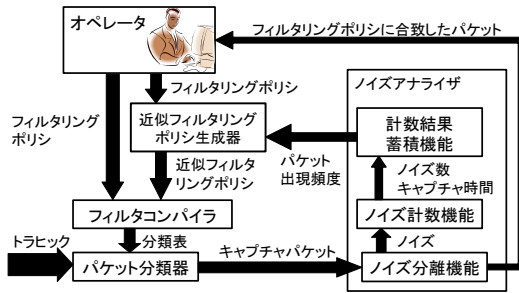 オペレータ
フィルタリングポリシに合致したパケット
フィルタリングポリシ
フィルタリング
ポリシ
ノイズアナライザ
近似フィルタリング
ポリシ生成器
計数結果
蓄積機能
パケット
出現頻度
近似フィルタ
リングポリシ
ノイズ数
キャプチャ時間
フィルタコンパイラ
ノイズ計数機能
トラヒック
分類表
キャプチャパケット
ノイズ
パケット分類器
ノイズ分離機能